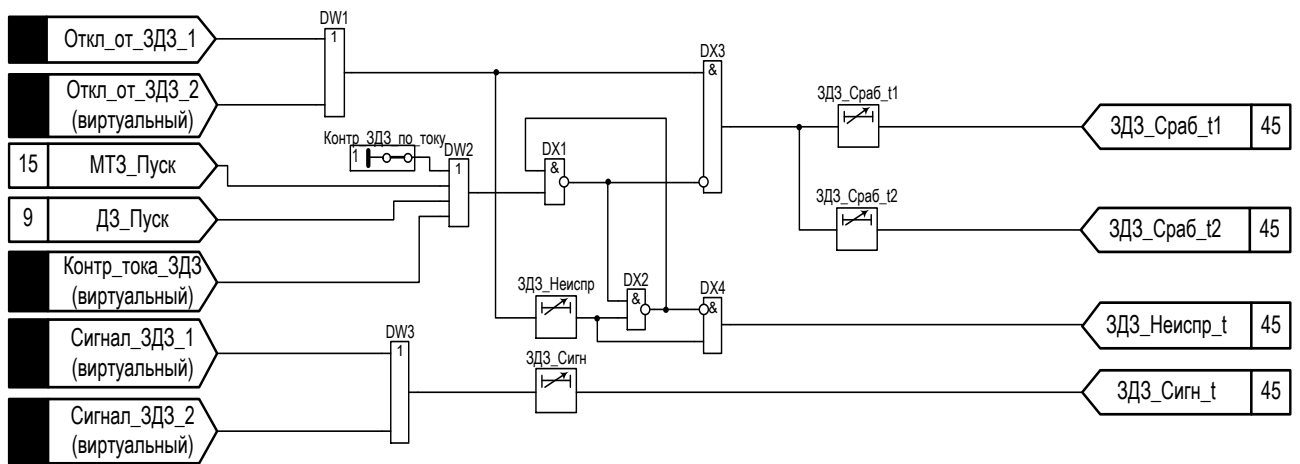 DW1
Откл_от_ЗДЗ_1
1
DX3
&
Откл_от_ЗДЗ_2
(виртуальный)
ЗДЗ_Сраб_t1
ЗДЗ_Сраб_t1 45
Контр_ЗДЗ_по_току
1
DW2
1
DX1
&
15 МТЗ_Пуск
ЗДЗ_Сраб_t2
9 ДЗ_Пуск
ЗДЗ_Сраб_t2 45
Контр_тока_ЗДЗ
(виртуальный)
ЗДЗ_Неиспр
DX2
&
DX4
&
Сигнал_ЗДЗ_1
(виртуальный)
DW3
1
ЗДЗ_Неиспр_t 45
ЗДЗ_Сигн
ЗДЗ_Сигн_t 45
Сигнал_ЗДЗ_2
(виртуальный)